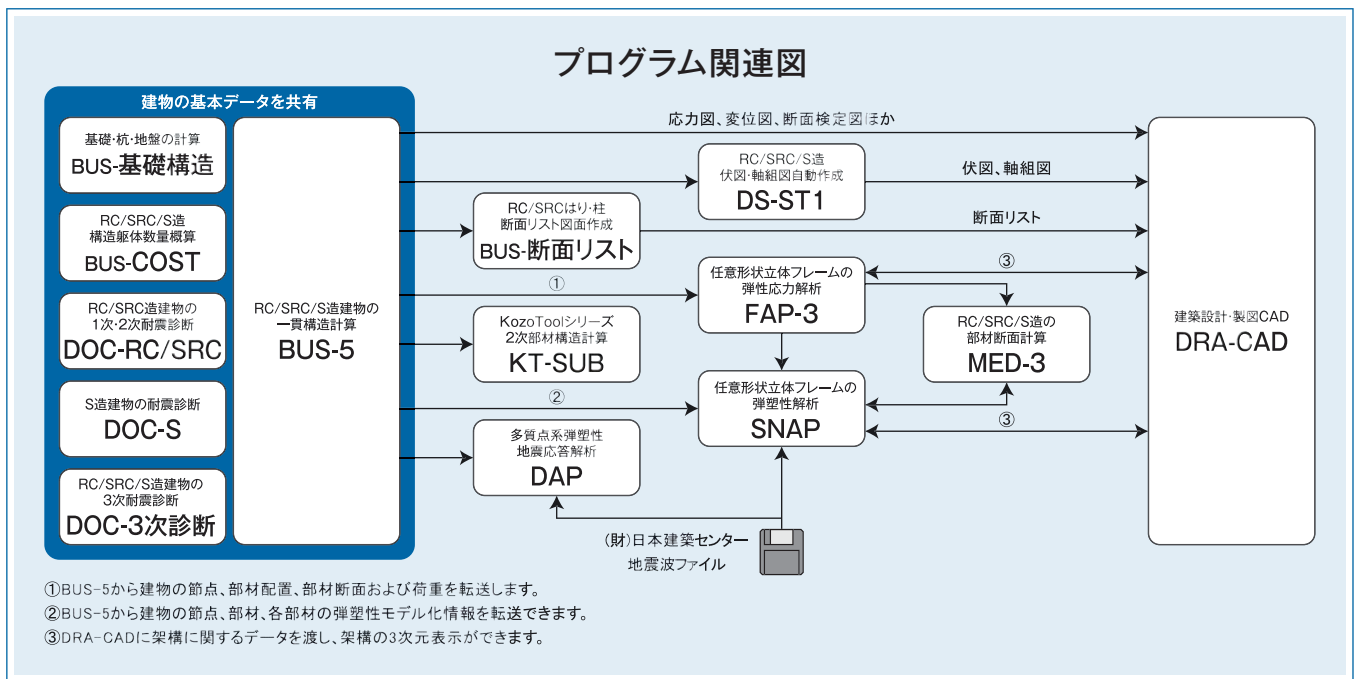 プログラム関連図
建物の基本データを共有
基礎・杭・地盤の計算
BUS-基礎構造
RC/SRC/S造
構造躯体数量概算
BUS-COST
RC/SRC造建物の
1次・2次耐震診断
DOC-RC/SRC
S造建物の耐震診断
DOC-S
RC/SRC/S造建物の
3次耐震診断
DOC-3次診断
RC/SRC/S造建物の
一貫構造計算
BUS-5
応力図、変位図、断面検定図ほか
RC/SRC/S造
伏図・軸組図自動作成
DS-ST1
伏図、軸組図
RC/SRCはり・柱
断面リスト図面作成
BUS-断面リスト
断面リスト
①
任意形状立体フレームの
弾性応力解析
FAP-3
③
KozoToolシリーズ
2次部材構造計算
KT-SUB
RC/SRC/S造の
部材断面計算
MED-3
②
任意形状立体フレームの
弾塑性解析
SNAP
③
多質点系弾塑性
地震応答解析
DAP
(財)日本建築センター
地震波ファイル
建築設計・製図CAD
DRA-CAD
①BUS-5から建物の節点、部材配置、部材断面および荷重を転送します。
②BUS-5から建物の節点、部材、各部材の弾塑性モデル化情報を転送できます。
③DRA-CADに架構に関するデータを渡し、架構の3次元表示ができます。